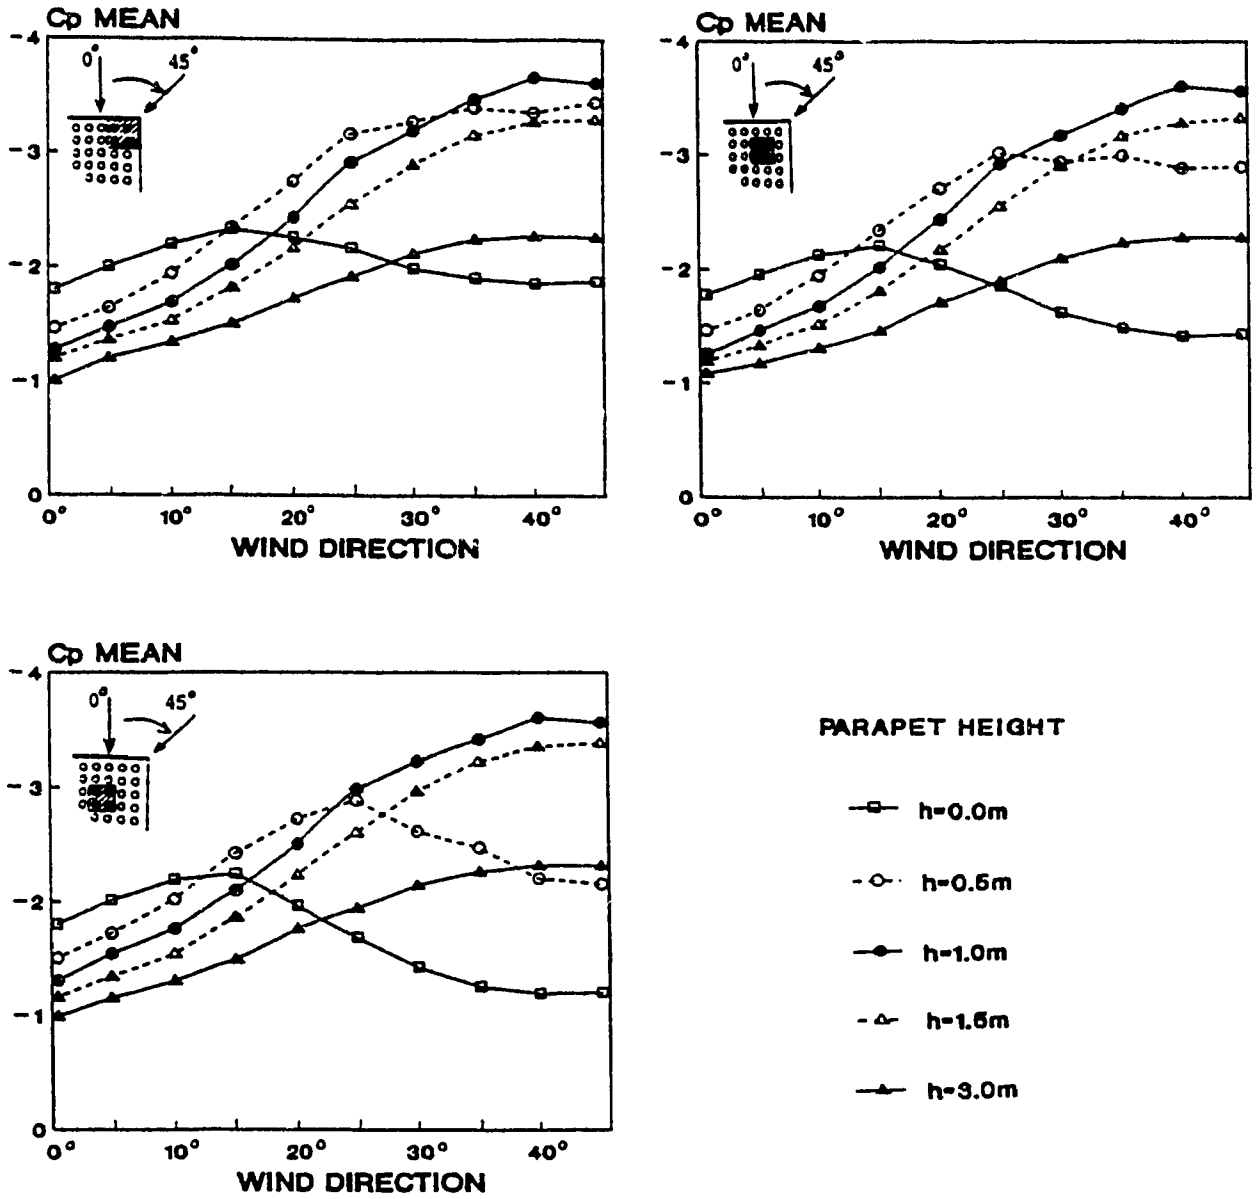 Cp MEAN
-4
-3
-2
-1
0
0° 45°
0° 10° 20° 30° 40°
WIND DIRECTION
Cp MEAN
-4
-3
-2
-1
0
0° 45°
0° 10° 20° 30° 40°
WIND DIRECTION
Cp MEAN
-4
-3
-2
-1
0
0° 45°
0° 10° 20° 30° 40°
WIND DIRECTION
PARAPET HEIGHT
h=0.0m
h=0.5m
h=1.0m
h=1.5m
h=3.0m